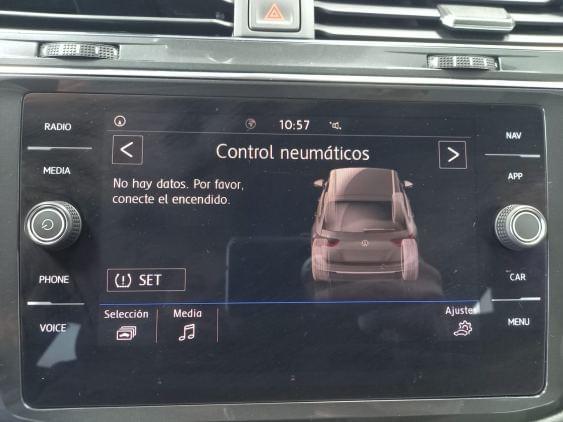 RADIO
MEDIA
PHONE
VOICE
10:57
Control neumáticos
No hay datos. Por favor,
conecte el encendido.
SET
Selección
Media
Ajustes
NAV
APP
CAR
MENU